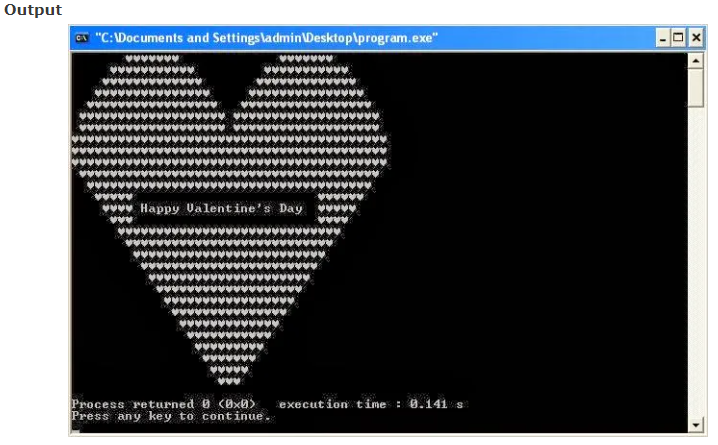 Output
"C:\Documents and Settings\admin\Desktop\program.exe"
Happy Valentine's Day
Process returned 0 (0x0)   execution time : 0.141 s
Press any key to continue.